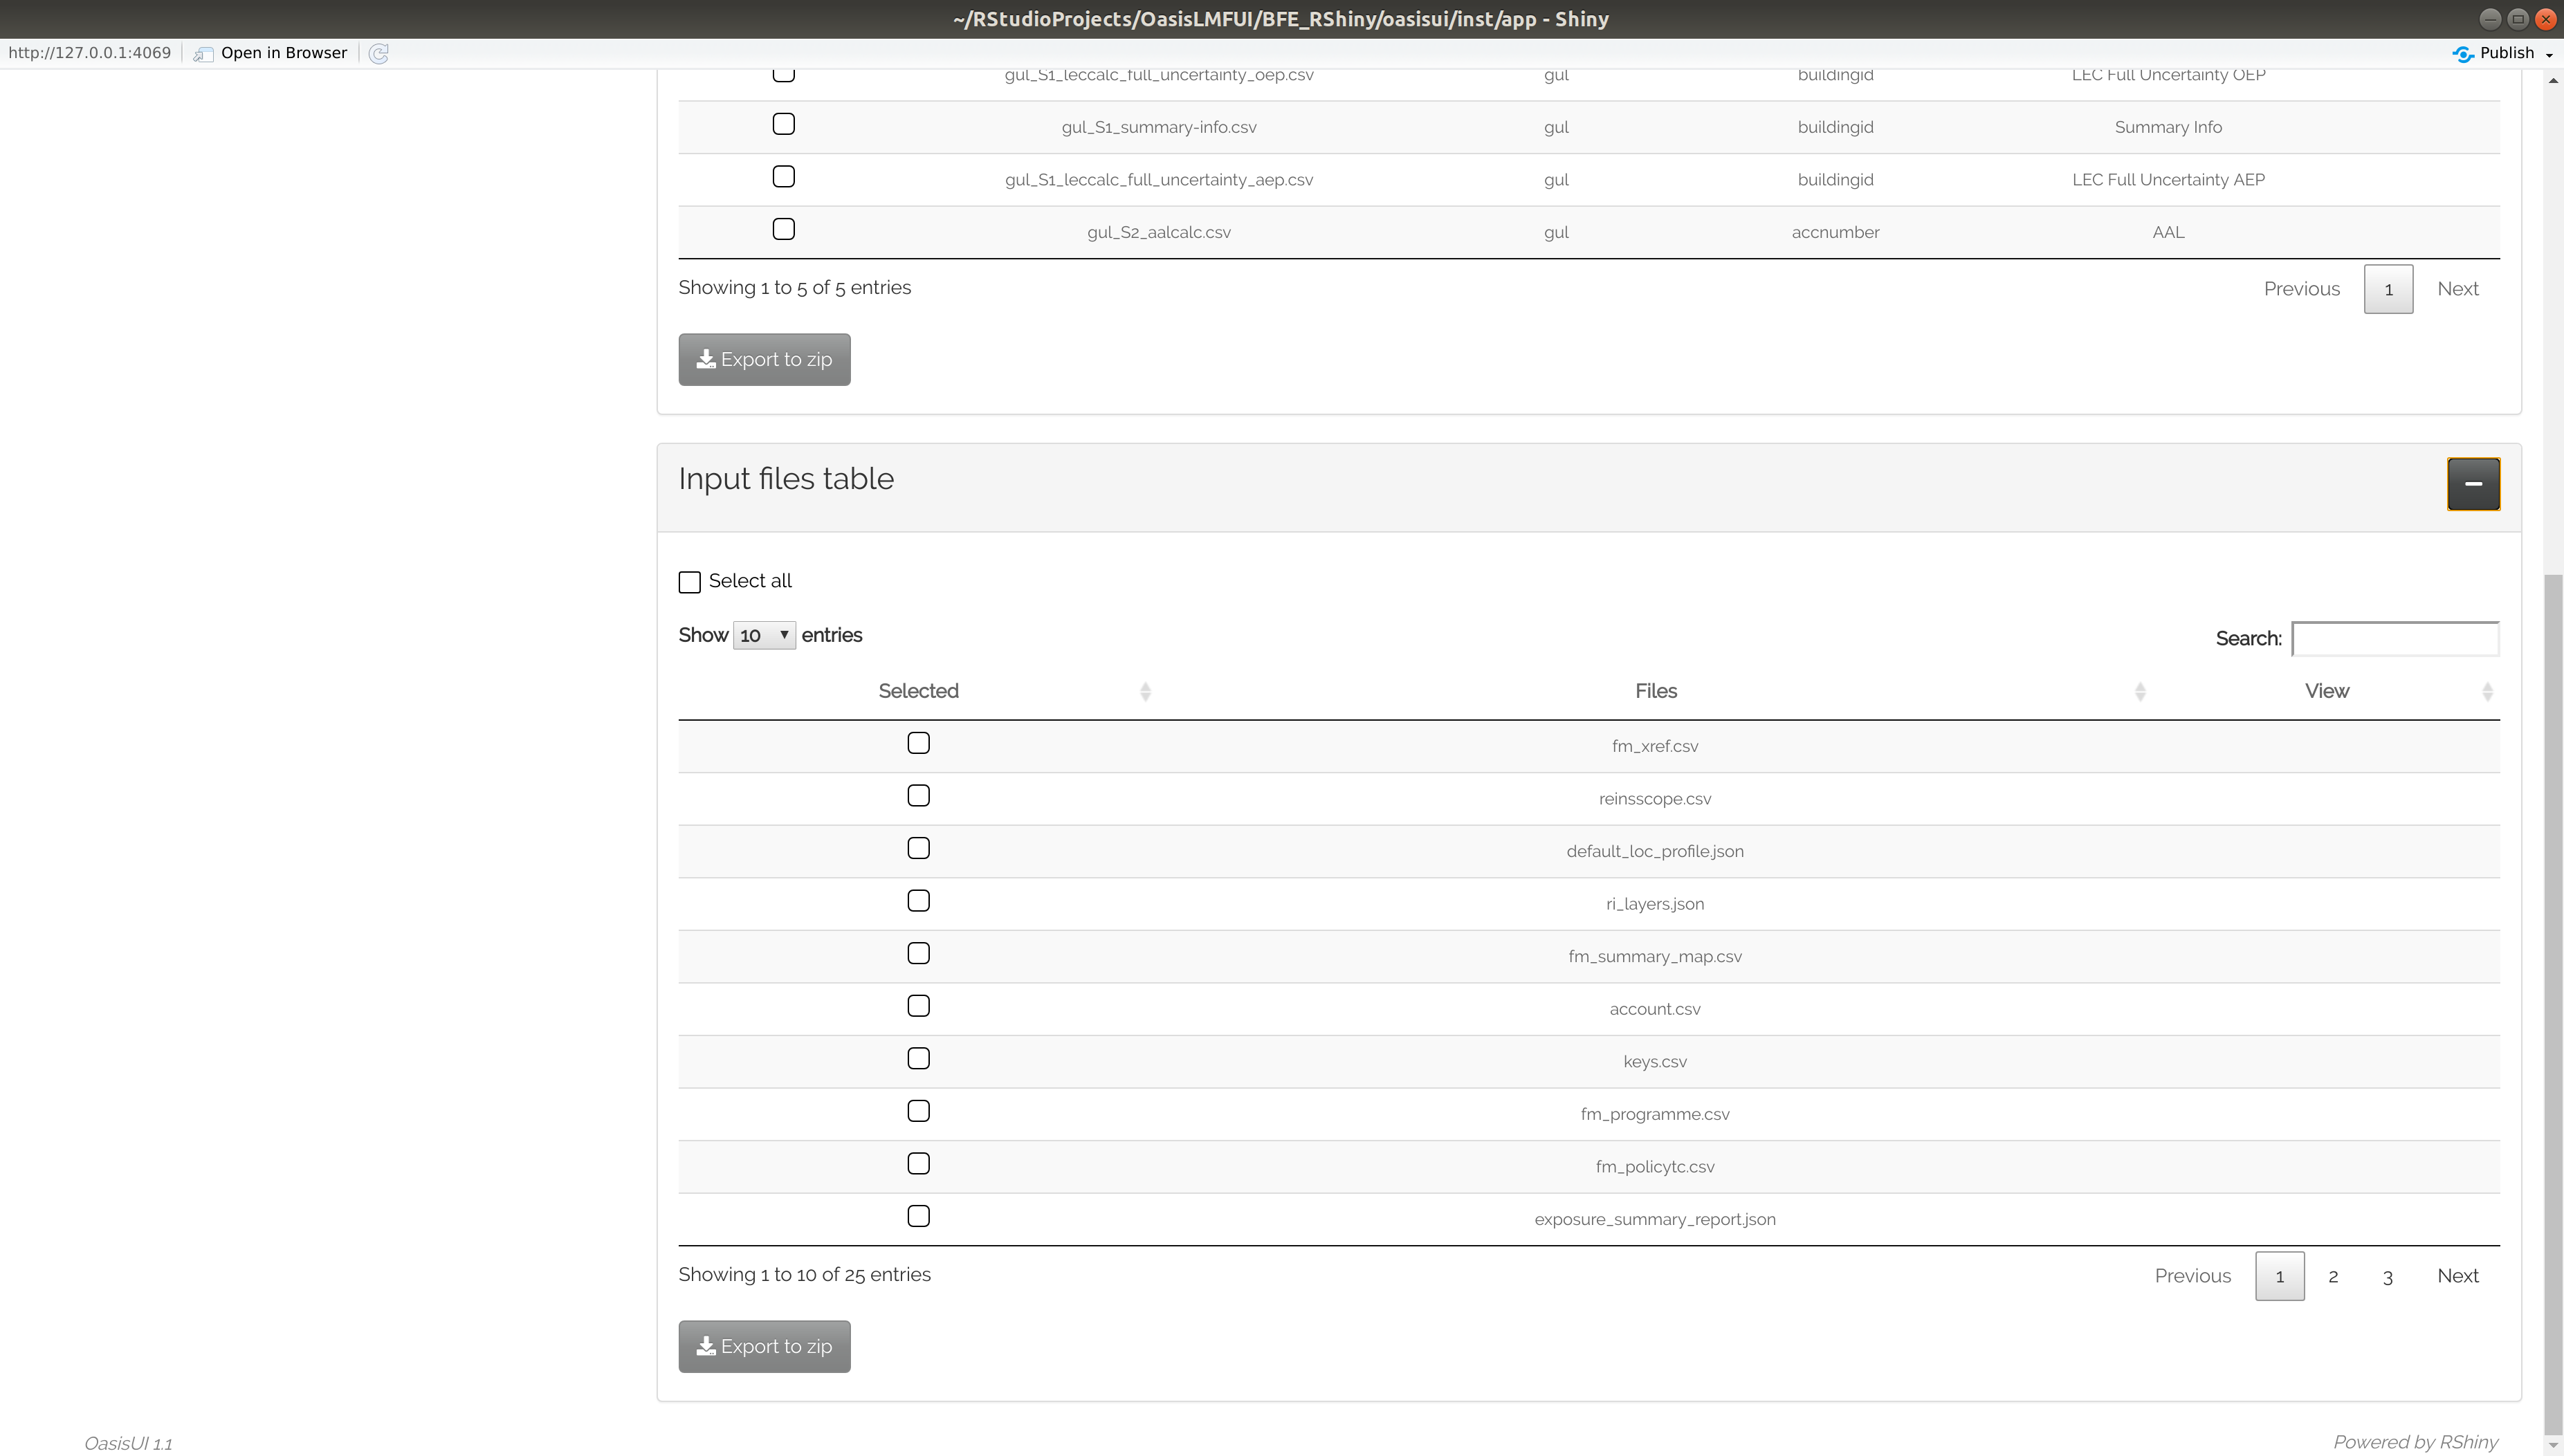 ~/RStudioProjects/OasisLMFUI/BFE_RShiny/oasisui/inst/app - Shiny
http://127.0.0.1:4069 Open in Browser Publish
gul_S1_leccalc_full_uncertainty_oep.csv gul buildingid LEC Full Uncertainty OEP
gul_S1_summary-info.csv gul buildingid Summary Info
gul_S1_leccalc_full_uncertainty_aep.csv gul buildingid LEC Full Uncertainty AEP
gul_S2_aalcalc.csv gul accnumber AAL
Showing 1 to 5 of 5 entries Previous 1 Next
Export to zip
Input files table
Select all
Show 10 entries Search:
Selected Files View
fm_xref.csv
reinsscope.csv
default_loc_profile.json
ri_layers.json
fm_summary_map.csv
account.csv
keys.csv
fm_programme.csv
fm_policytc.csv
exposure_summary_report.json
Showing 1 to 10 of 25 entries Previous 1 2 3 Next
Export to zip
OasisUI 1.1 Powered by RShiny